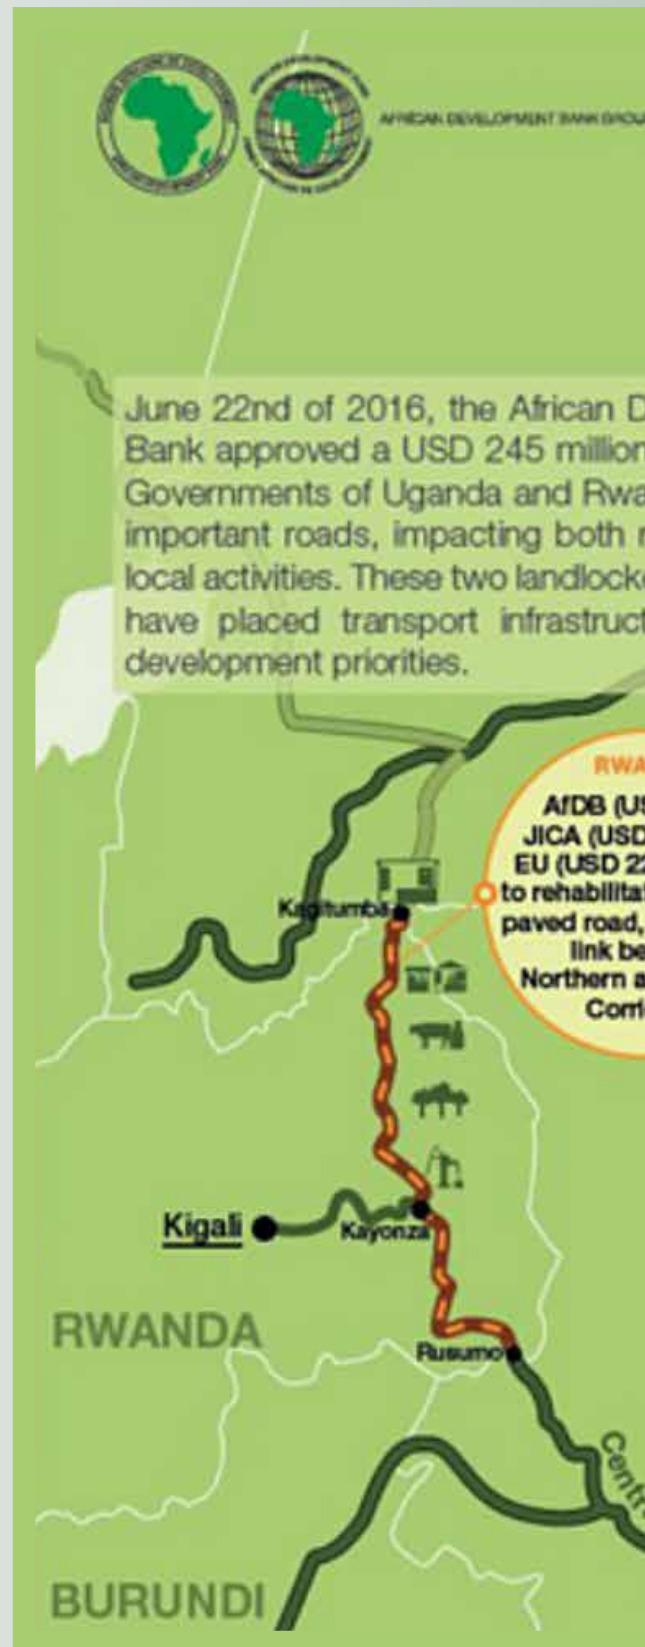 AFRICAN DEVELOPMENT BANK GROU
June 22nd of 2016, the African D
Bank approved a USD 245 million
Governments of Uganda and Rwa
important roads, impacting both r
local activities. These two landlocke
have placed transport infrastruct
development priorities.
RWA
AfDB (US
JICA (USD
EU (USD 22
to rehabilitat
paved road,
link be
Northern a
Corri
Kagitumba
Kigali
Kayonza
RWANDA
Rusumo
Centr
BURUNDI